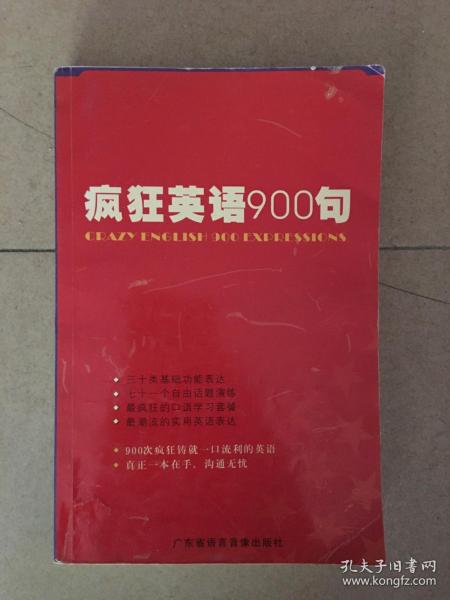 疯狂英语900句
CRAZY ENGLISH 900 EXPRESSIONS
◆ 三十类基础功能表达
◆ 七十一个自由话题演练
◆ 最疯狂的口语学习套餐
◆ 最潮流的实用英语表达
◆ 900次疯狂铸就一口流利的英语
◆ 真正一本在手，沟通无忧
广东省语言音像出版社
孔夫子旧书网
www.kongfz.com